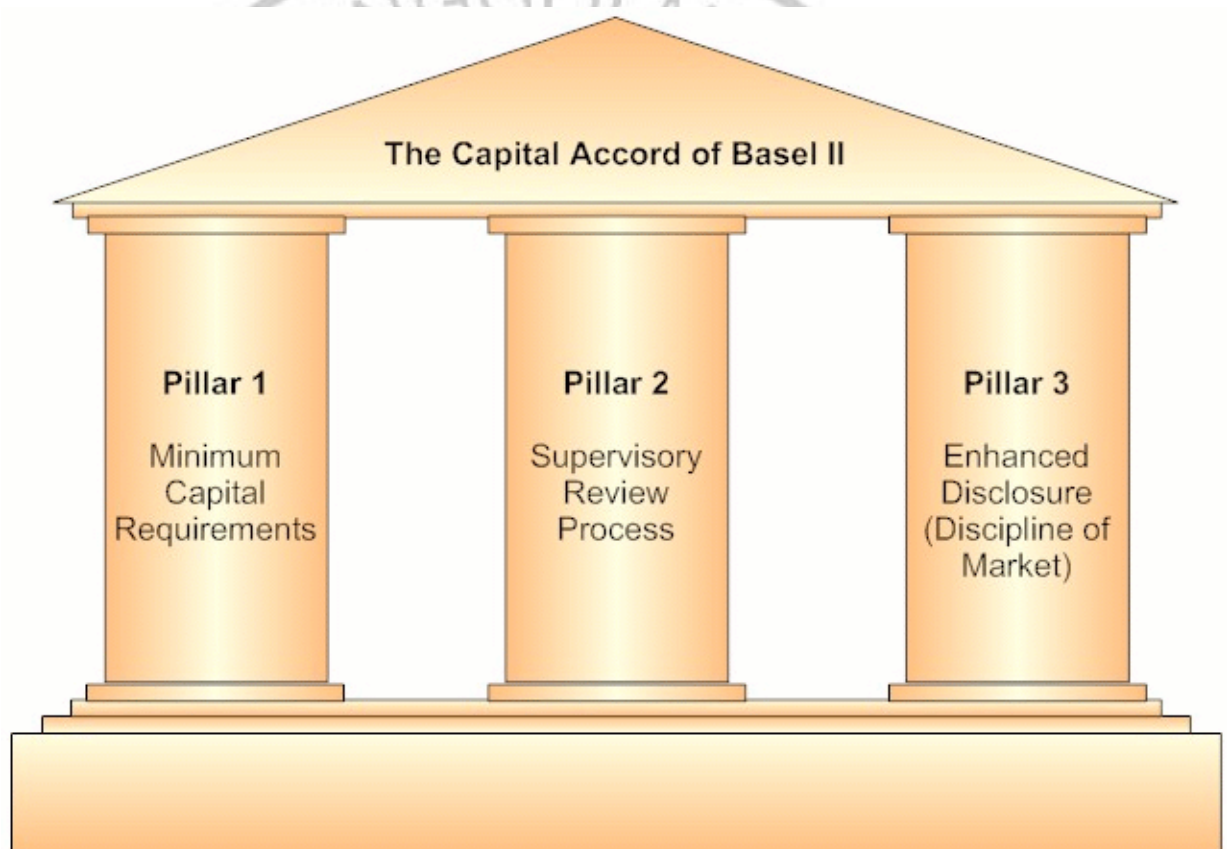 The Capital Accord of Basel II
Pillar 1
Minimum
Capital
Requirements
Pillar 2
Supervisory
Review
Process
Pillar 3
Enhanced
Disclosure
(Discipline of
Market)